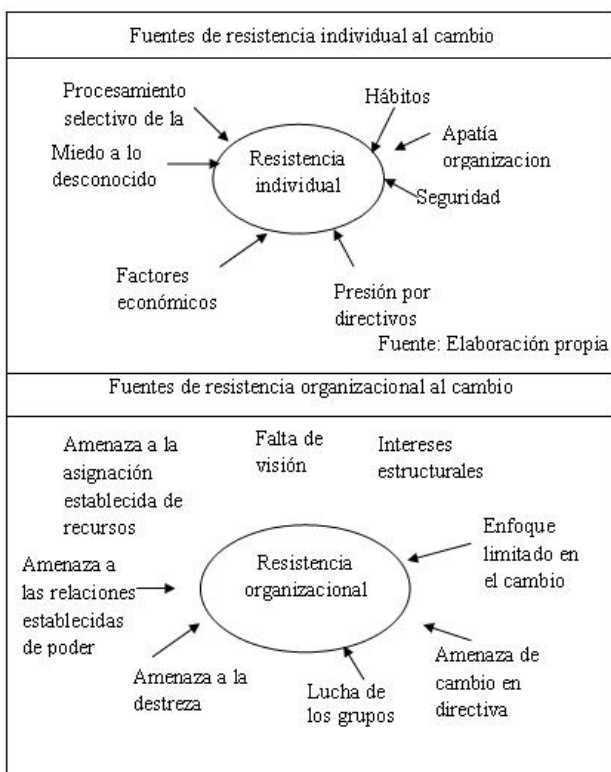 Fuentes de resistencia individual al cambio
Procesamiento
selectivo de la
Hábitos
Miedo a lo
desconocido
Resistencia
individual
Apatía
organizacion
Seguridad
Factores
económicos
Presión por
directivos
Fuente: Elaboración propia
Fuentes de resistencia organizacional al cambio
Amenaza a la
asignación
establecida de
recursos
Falta de
visión
Intereses
estructurales
Enfoque
limitado en
el cambio
Resistencia
organizacional
Amenaza a
las relaciones
establecidas
de poder
Amenaza a la
destreza
Lucha de
los grupos
Amenaza de
cambio en
directiva